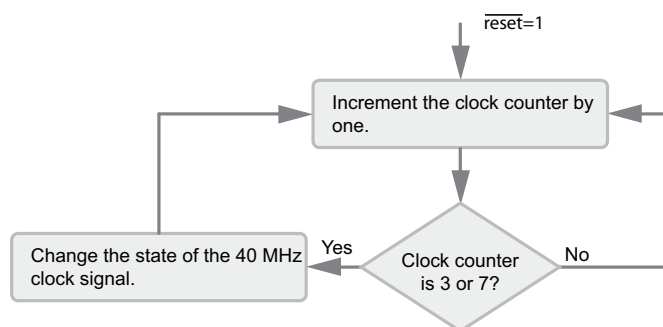 reset=1
Increment the clock counter by
one.
Change the state of the 40 MHz
clock signal.
Yes
Clock counter
is 3 or 7?
No